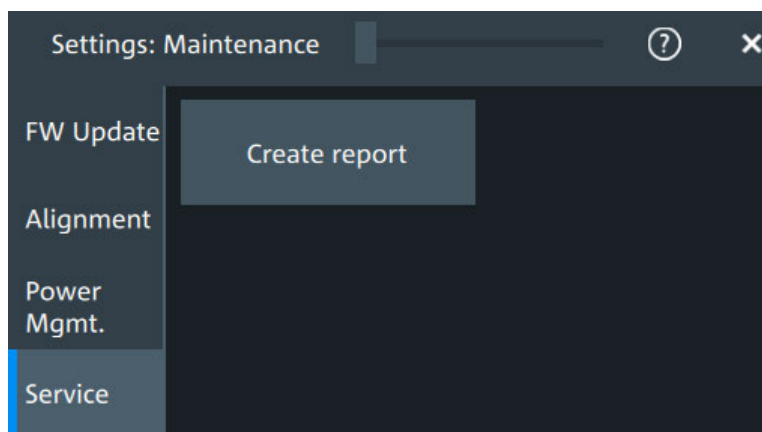 Settings: Maintenance
?
×
FW Update
Create report
Alignment
Power
Mgmt.
Service